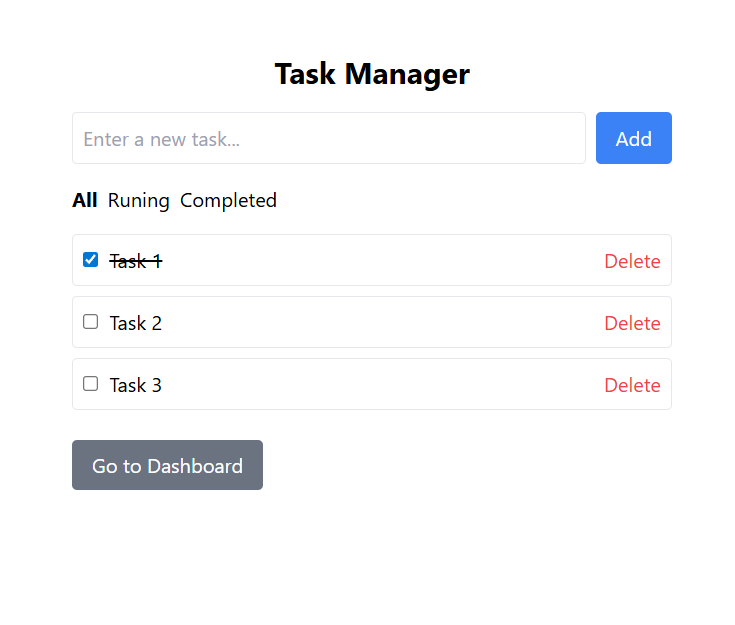 Task Manager
Enter a new task... Add
All Runing Completed
Task 1 Delete
Task 2 Delete
Task 3 Delete
Go to Dashboard